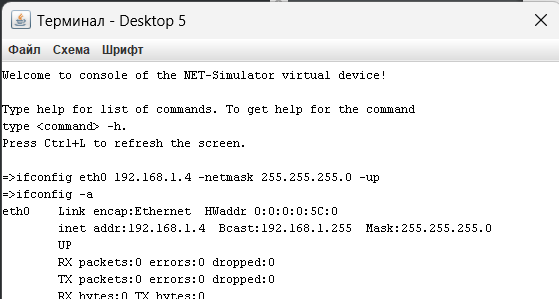 Терминал - Desktop 5
Файл Схема Шрифт
Welcome to console of the NET-Simulator virtual device!
Type help for list of commands. To get help for the command
type <command> -h.
Press Ctrl+L to refresh the screen.
=>ifconfig eth0 192.168.1.4 -netmask 255.255.255.0 -up
=>ifconfig -a
eth0 Link encap:Ethernet HWaddr 0:0:0:0:5C:0
inet addr:192.168.1.4 Bcast:192.168.1.255 Mask:255.255.255.0
UP
RX packets:0 errors:0 dropped:0
TX packets:0 errors:0 dropped:0
RX bytes:0 TX bytes:0